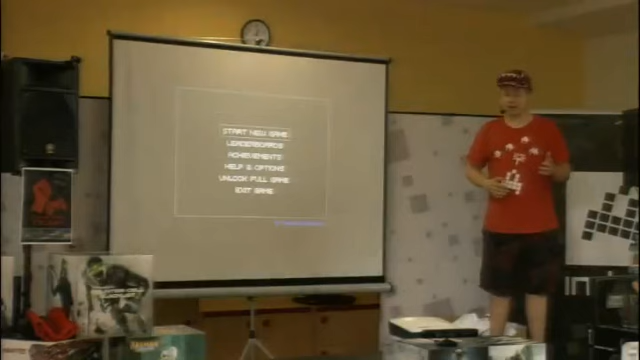 START NEW GAME
LEADERBOARDS
ACHIEVEMENTS
HELP & OPTIONS
UNLOCK FULL GAME
EXIT GAME